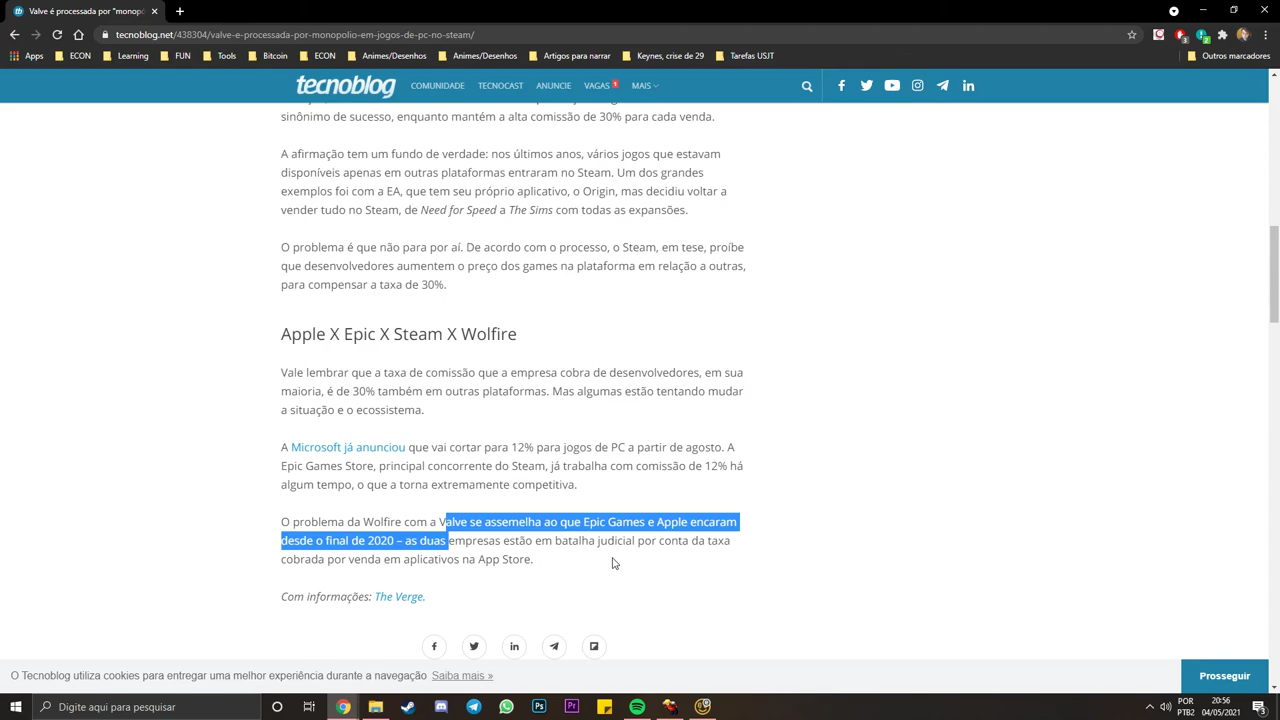 Tecnoblog | Valve é processada por "monopó
tecnoblog.net/438304/valve-e-processada-por-monopolio-em-jogos-de-pc-no-steam/
Apps ECON Learning FUN Tools Bitcoin ECON Animes/Desenhos Artigos para narrar Keynes, crise de 29 Tarefas USJT Outros marcadores
tecnoblog COMUNIDADE TECNOCAST ANUNCIE VAGAS 1 MAIS
sinônimo de sucesso, enquanto mantém a alta comissão de 30% para cada venda.
A afirmação tem um fundo de verdade: nos últimos anos, vários jogos que estavam
disponíveis apenas em outras plataformas entraram no Steam. Um dos grandes
exemplos foi com a EA, que tem seu próprio aplicativo, o Origin, mas decidiu voltar a
vender tudo no Steam, de Need for Speed a The Sims com todas as expansões.
O problema é que não para por aí. De acordo com o processo, o Steam, em tese, proíbe
que desenvolvedores aumentem o preço dos games na plataforma em relação a outras,
para compensar a taxa de 30%.
Apple X Epic X Steam X Wolfire
Vale lembrar que a taxa de comissão que a empresa cobra de desenvolvedores, em sua
maioria, é de 30% também em outras plataformas. Mas algumas estão tentando mudar
a situação e o ecossistema.
A Microsoft já anunciou que vai cortar para 12% para jogos de PC a partir de agosto. A
Epic Games Store, principal concorrente do Steam, já trabalha com comissão de 12% há
algum tempo, o que a torna extremamente competitiva.
O problema da Wolfire com a Valve se assemelha ao que Epic Games e Apple encaram
desde o final de 2020 – as duas empresas estão em batalha judicial por conta da taxa
cobrada por venda em aplicativos na App Store.
Com informações: The Verge.
O Tecnoblog utiliza cookies para entregar uma melhor experiência durante a navegação Saiba mais » Prosseguir
Digite aqui para pesquisar
POR 20:56
PTB2 04/05/2021 3